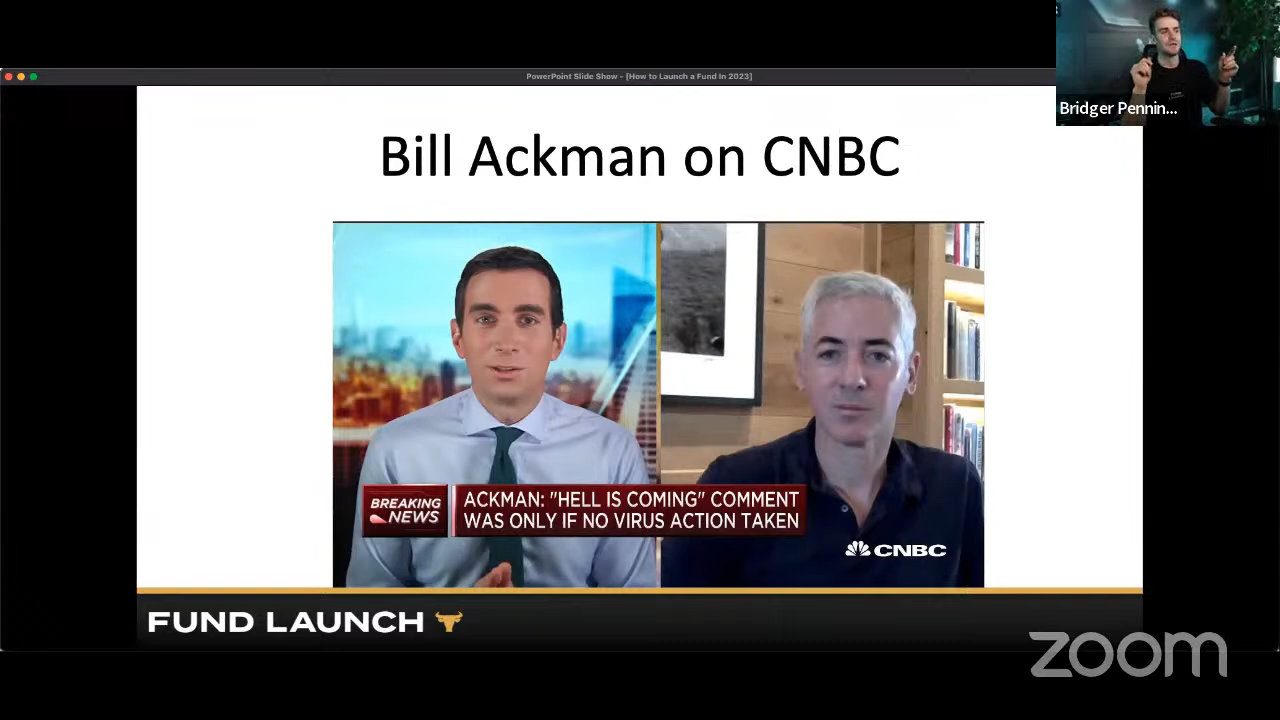 PowerPoint Slide Show - [How to Launch a Fund In 2023]
Bridger Pennin...
Bill Ackman on CNBC
BREAKING
NEWS
ACKMAN: "HELL IS COMING" COMMENT
WAS ONLY IF NO VIRUS ACTION TAKEN
CNBC
FUND LAUNCH
zoom